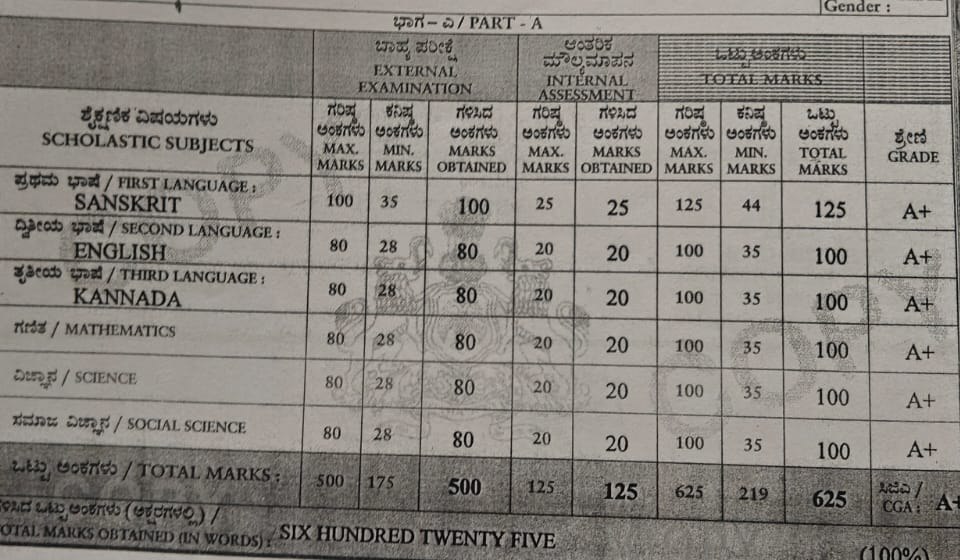 Gender :
ಭಾಗ – ಎ / PART - A
ಬಾಹ್ಯ ಪರೀಕ್ಷೆ
EXTERNAL
EXAMINATION
ಆಂತರಿಕ
ಮೌಲ್ಯಮಾಪನ
INTERNAL
ASSESSMENT
ಒಟ್ಟು ಅಂಕಗಳು
TOTAL MARKS
ಶೈಕ್ಷಣಿಕ ವಿಷಯಗಳು
SCHOLASTIC SUBJECTS
ಗರಿಷ್ಠ ಅಂಕಗಳು MAX. MARKS
ಕನಿಷ್ಠ ಅಂಕಗಳು MIN. MARKS
ಗಳಿಸಿದ ಅಂಕಗಳು MARKS OBTAINED
ಗರಿಷ್ಠ ಅಂಕಗಳು MAX. MARKS
ಗಳಿಸಿದ ಅಂಕಗಳು MARKS OBTAINED
ಗರಿಷ್ಠ ಅಂಕಗಳು MAX. MARKS
ಕನಿಷ್ಠ ಅಂಕಗಳು MIN. MARKS
ಒಟ್ಟು ಅಂಕಗಳು TOTAL MARKS
ಶ್ರೇಣಿ GRADE
ಪ್ರಥಮ ಭಾಷೆ / FIRST LANGUAGE :
SANSKRIT 100 35 100 25 25 125 44 125 A+
ದ್ವಿತೀಯ ಭಾಷೆ / SECOND LANGUAGE :
ENGLISH 80 28 80 20 20 100 35 100 A+
ತೃತೀಯ ಭಾಷೆ / THIRD LANGUAGE :
KANNADA 80 28 80 20 20 100 35 100 A+
ಗಣಿತ / MATHEMATICS 80 28 80 20 20 100 35 100 A+
ವಿಜ್ಞಾನ / SCIENCE 80 28 80 20 20 100 35 100 A+
ಸಮಾಜ ವಿಜ್ಞಾನ / SOCIAL SCIENCE 80 28 80 20 20 100 35 100 A+
ಒಟ್ಟು ಅಂಕಗಳು / TOTAL MARKS : 500 175 500 125 125 625 219 625 ಸಿಜಿಎ / CGA : A+
ಒಟ್ಟು ಅಂಕಗಳು (ಅಕ್ಷರಗಳಲ್ಲಿ) /
MARKS OBTAINED (IN WORDS) : SIX HUNDRED TWENTY FIVE
(100%)
COPY